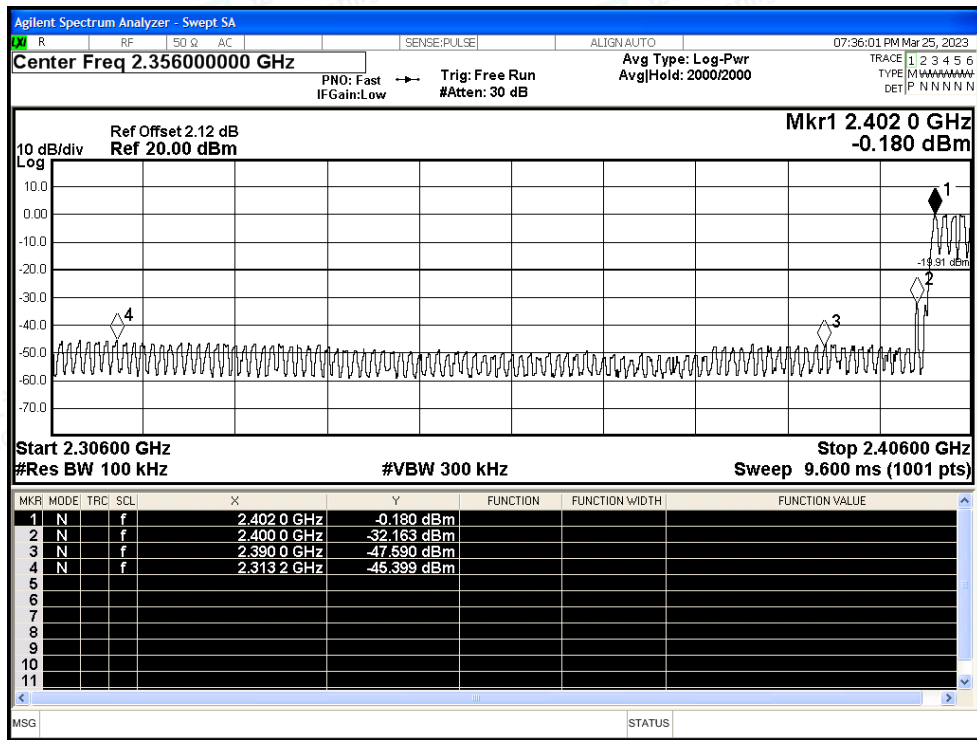 Agilent Spectrum Analyzer - Swept SA
LXI R RF 50 Ω AC SENSE:PULSE ALIGN AUTO 07:36:01 PM Mar 25, 2023
Center Freq 2.356000000 GHz
PNO: Fast Trig: Free Run Avg Type: Log-Pwr TRACE 1 2 3 4 5 6
IFGain:Low #Atten: 30 dB Avg|Hold: 2000/2000 TYPE M
DET P N N N N N
Mkr1 2.402 0 GHz
-0.180 dBm
Ref Offset 2.12 dB
10 dB/div Ref 20.00 dBm
Log
10.0
0.00
-10.0
-20.0
-30.0
-40.0
-50.0
-60.0
-70.0
1
-19.91 dBm
2
3
4
Start 2.30600 GHz Stop 2.40600 GHz
#Res BW 100 kHz #VBW 300 kHz Sweep 9.600 ms (1001 pts)
MKR MODE TRC SCL X Y FUNCTION FUNCTION WIDTH FUNCTION VALUE
1 N f 2.402 0 GHz -0.180 dBm
2 N f 2.400 0 GHz -32.163 dBm
3 N f 2.390 0 GHz -47.590 dBm
4 N f 2.313 2 GHz -45.399 dBm
5
6
7
8
9
10
11
MSG STATUS